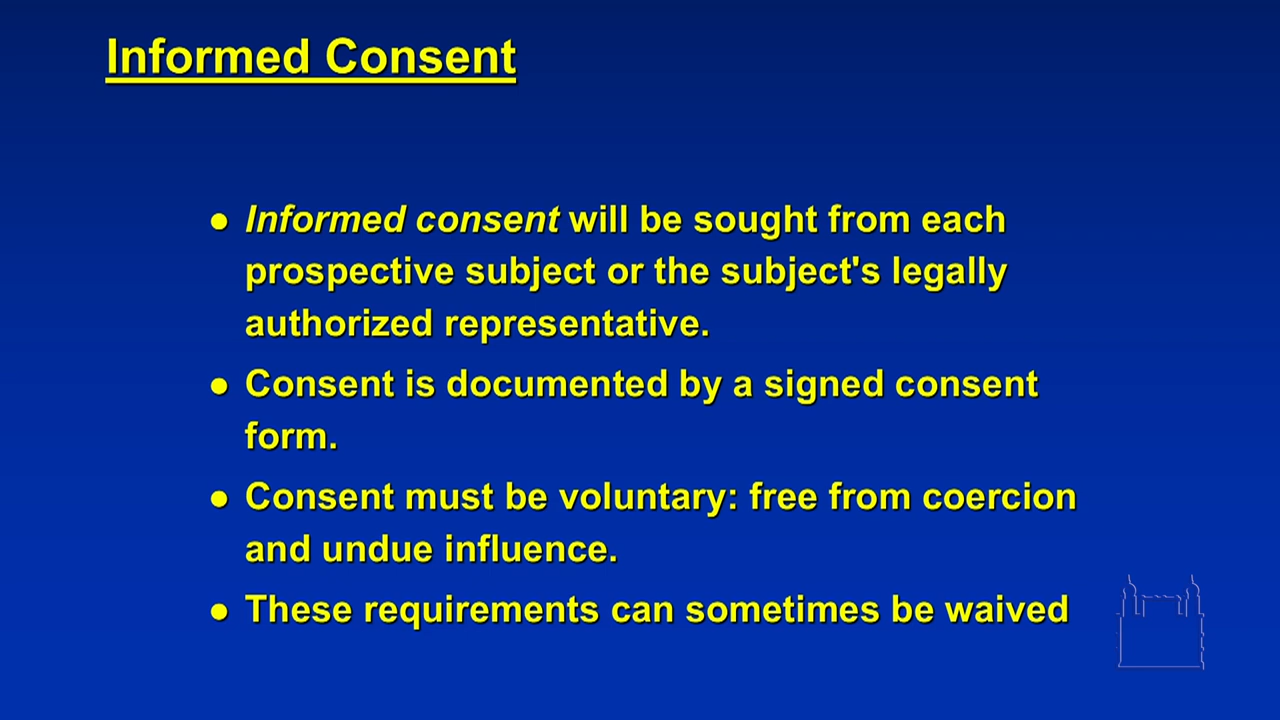 Informed Consent
● Informed consent will be sought from each
prospective subject or the subject's legally
authorized representative.
● Consent is documented by a signed consent
form.
● Consent must be voluntary: free from coercion
and undue influence.
● These requirements can sometimes be waived